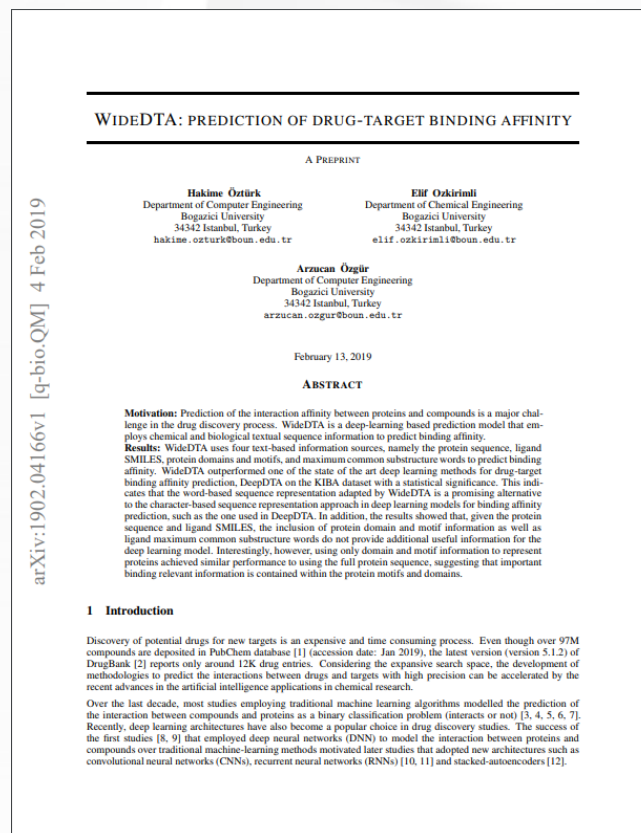 WIDEDTA: PREDICTION OF DRUG-TARGET BINDING AFFINITY
A PREPRINT
Hakime Öztürk
Department of Computer Engineering
Bogazici University
34342 Istanbul, Turkey
hakime.ozturk@boun.edu.tr
Elif Ozkirimli
Department of Chemical Engineering
Bogazici University
34342 Istanbul, Turkey
elif.ozkirimli@boun.edu.tr
Arzucan Özgür
Department of Computer Engineering
Bogazici University
34342 Istanbul, Turkey
arzucan.ozgur@boun.edu.tr
February 13, 2019
ABSTRACT
Motivation: Prediction of the interaction affinity between proteins and compounds is a major chal-
lenge in the drug discovery process. WideDTA is a deep-learning based prediction model that em-
ploys chemical and biological textual sequence information to predict binding affinity.
Results: WideDTA uses four text-based information sources, namely the protein sequence, ligand
SMILES, protein domains and motifs, and maximum common substructure words to predict binding
affinity. WideDTA outperformed one of the state of the art deep learning methods for drug-target
binding affinity prediction, DeepDTA on the KIBA dataset with a statistical significance. This indi-
cates that the word-based sequence representation adapted by WideDTA is a promising alternative
to the character-based sequence representation approach in deep learning models for binding affinity
prediction, such as the one used in DeepDTA. In addition, the results showed that, given the protein
sequence and ligand SMILES, the inclusion of protein domain and motif information as well as
ligand maximum common substructure words do not provide additional useful information for the
deep learning model. Interestingly, however, using only domain and motif information to represent
proteins achieved similar performance to using the full protein sequence, suggesting that important
binding relevant information is contained within the protein motifs and domains.
1 Introduction
Discovery of potential drugs for new targets is an expensive and time consuming process. Even though over 97M
compounds are deposited in PubChem database [1] (accession date: Jan 2019), the latest version (version 5.1.2) of
DrugBank [2] reports only around 12K drug entries. Considering the expansive search space, the development of
methodologies to predict the interactions between drugs and targets with high precision can be accelerated by the
recent advances in the artificial intelligence applications in chemical research.
Over the last decade, most studies employing traditional machine learning algorithms modelled the prediction of
the interaction between compounds and proteins as a binary classification problem (interacts or not) [3, 4, 5, 6, 7].
Recently, deep learning architectures have also become a popular choice in drug discovery studies. The success of
the first studies [8, 9] that employed deep neural networks (DNN) to model the interaction between proteins and
compounds over traditional machine-learning methods motivated later studies that adopted new architectures such as
convolutional neural networks (CNNs), recurrent neural networks (RNNs) [10, 11] and stacked-autoencoders [12].
arXiv:1902.04166v1 [q-bio.QM] 4 Feb 2019